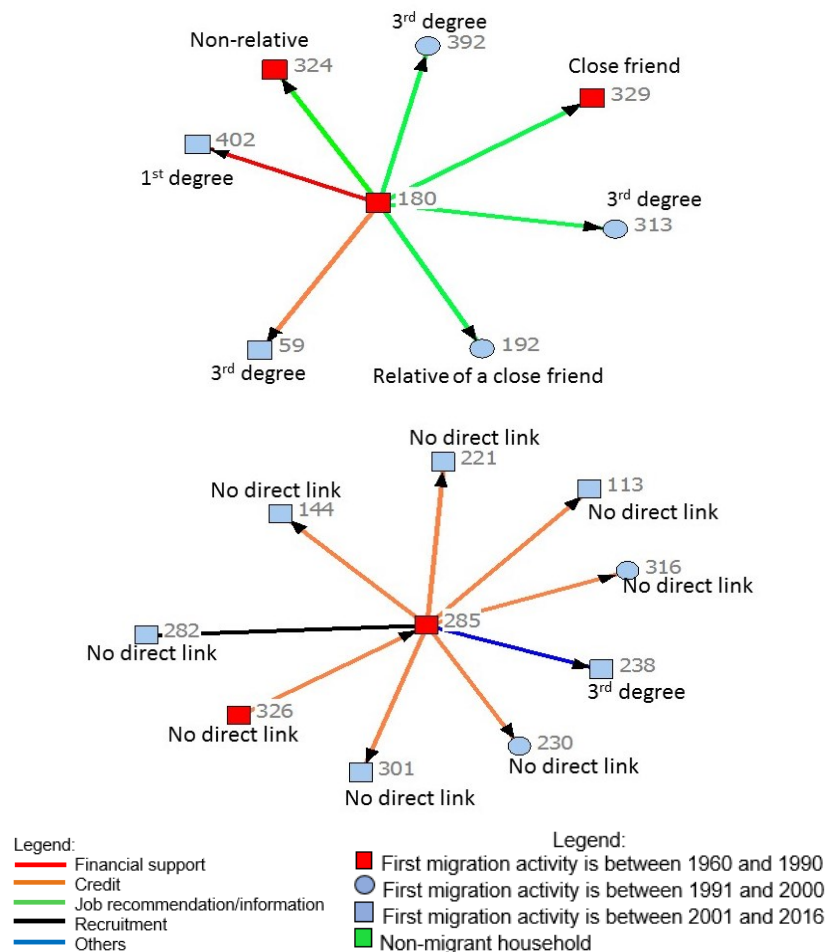 3rd degree
392
Non-relative
324
Close friend
329
402
1st degree
180
3rd degree
313
59
3rd degree
192
Relative of a close friend
No direct link
221
No direct link
144
113
No direct link
316
No direct link
285
282
No direct link
238
3rd degree
326
No direct link
230
No direct link
301
No direct link
Legend:
Financial support
Credit
Job recommendation/information
Recruitment
Others
Legend:
First migration activity is between 1960 and 1990
First migration activity is between 1991 and 2000
First migration activity is between 2001 and 2016
Non-migrant household